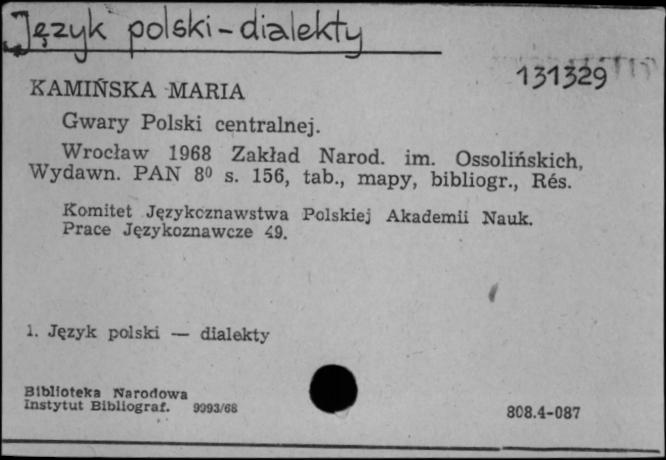 Język polski - dialekty
131329
KAMIŃSKA MARIA
Gwary Polski centralnej.
Wrocław 1968 Zakład Narod. im. Ossolińskich,
Wydawn. PAN 8⁰ s. 156, tab., mapy, bibliogr., Rés.
Komitet Językoznawstwa Polskiej Akademii Nauk.
Prace Językoznawcze 49.
1. Język polski — dialekty
Biblioteka Narodowa
Instytut Bibliograf. 9993/68
808.4-087